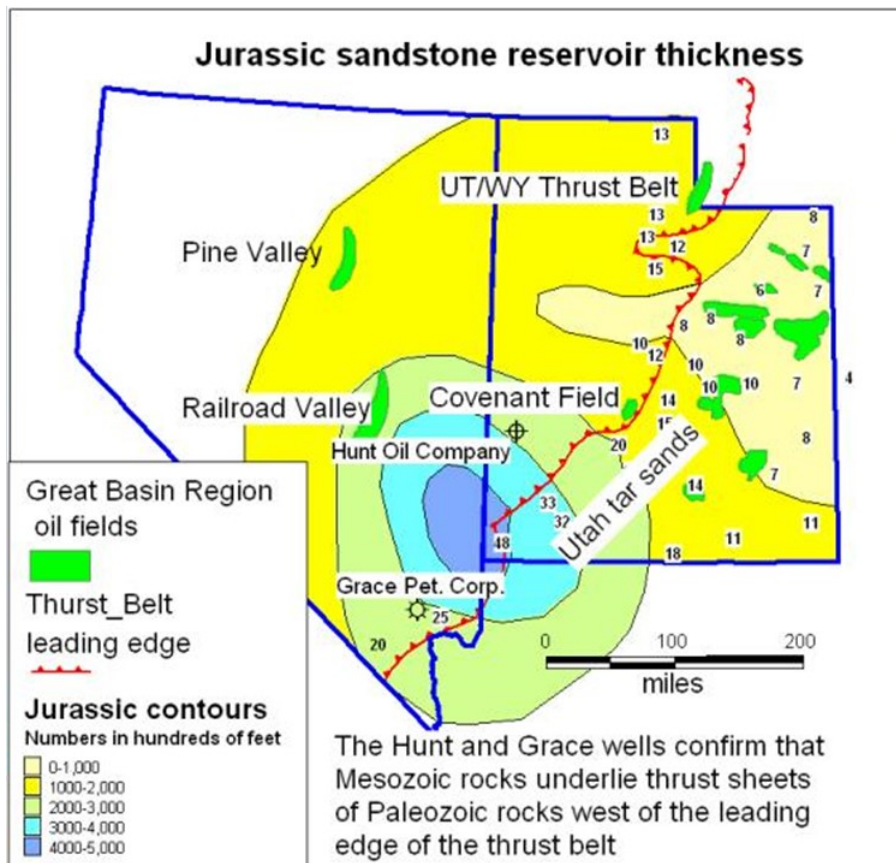 Jurassic sandstone reservoir thickness
13
UT/WY Thrust Belt
13
8
13
12
7
Pine Valley
15
6
7
8
8
8
10
12
10
7
4
Railroad Valley
Covenant Field
14
10
10
15
8
Hunt Oil Company
20
7
Utah tar sands
14
33
32
11
11
48
18
Grace Pet. Corp.
25
20
0 100 200
miles
Great Basin Region
oil fields
Thurst_Belt
leading edge
Jurassic contours
Numbers in hundreds of feet
0-1,000
1000-2,000
2000-3,000
3000-4,000
4000-5,000
The Hunt and Grace wells confirm that
Mesozoic rocks underlie thrust sheets
of Paleozoic rocks west of the leading
edge of the thrust belt